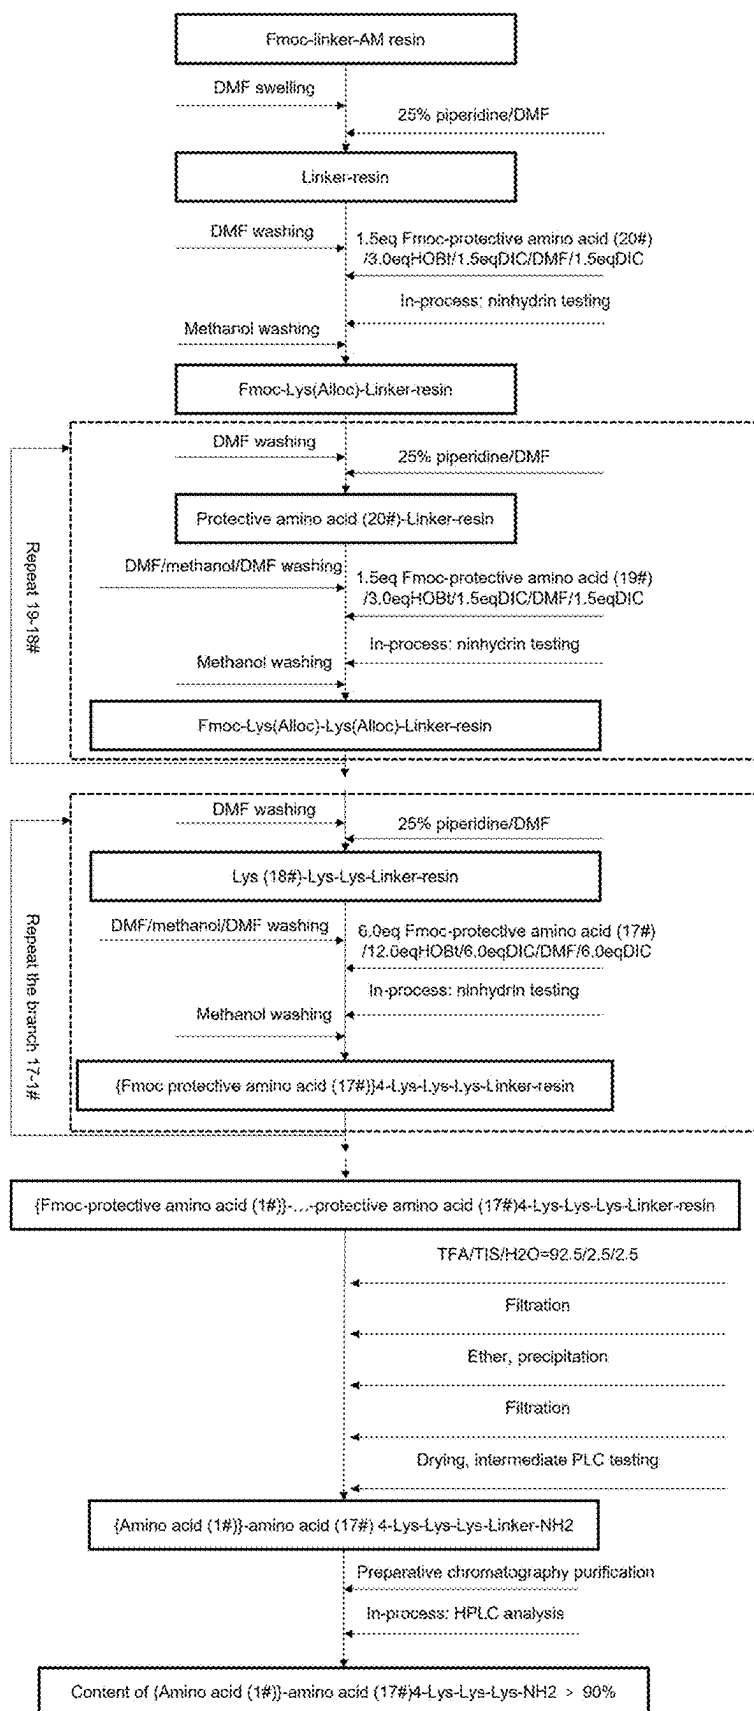 Fmoc-linker-AM resin
DMF swelling
25% piperidine/DMF
Linker-resin
DMF washing
1.5eq Fmoc-protective amino acid (20#)
/3.0eqHOBt/1.5eqDIC/DMF/1.5eqDIC
In-process: ninhydrin testing
Methanol washing
Fmoc-Lys(Alloc)-Linker-resin
DMF washing
25% piperidine/DMF
Protective amino acid (20#)-Linker-resin
Repeat 19-18#
DMF/methanol/DMF washing
1.5eq Fmoc-protective amino acid (19#)
/3.0eqHOBt/1.5eqDIC/DMF/1.5eqDIC
In-process: ninhydrin testing
Methanol washing
Fmoc-Lys(Alloc)-Lys(Alloc)-Linker-resin
DMF washing
25% piperidine/DMF
Lys (18#)-Lys-Lys-Linker-resin
Repeat the branch 17-1#
DMF/methanol/DMF washing
6.0eq Fmoc-protective amino acid (17#)
/12.0eqHOBt/6.0eqDIC/DMF/6.0eqDIC
In-process: ninhydrin testing
Methanol washing
{Fmoc protective amino acid (17#)}4-Lys-Lys-Lys-Linker-resin
{Fmoc-protective amino acid (1#)}-...-protective amino acid (17#)4-Lys-Lys-Lys-Linker-resin
TFA/TIS/H2O=92.5/2.5/2.5
Filtration
Ether, precipitation
Filtration
Drying, intermediate PLC testing
{Amino acid (1#)}-amino acid (17#) 4-Lys-Lys-Lys-Linker-NH2
Preparative chromatography purification
In-process: HPLC analysis
Content of {Amino acid (1#)}-amino acid (17#)4-Lys-Lys-Lys-NH2 > 90%